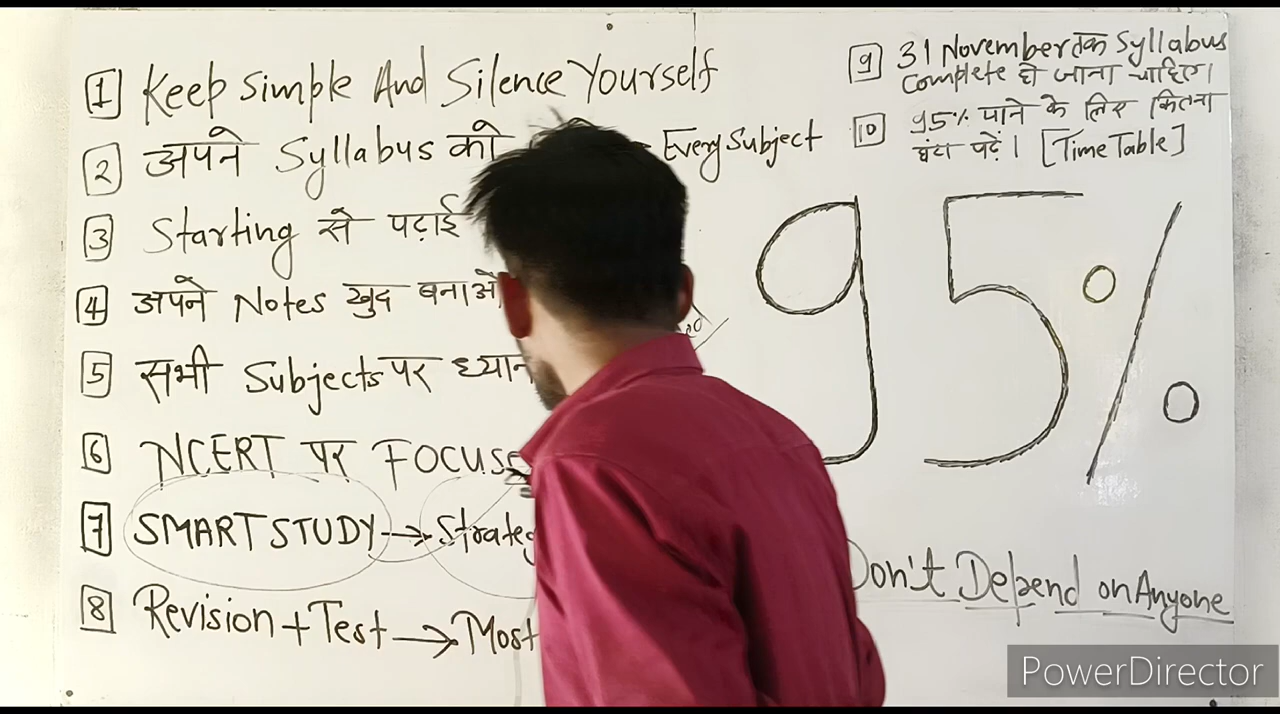 1 Keep Simple And Silence Yourself
2 अपने Syllabus को Every Subject
3 Starting से पढ़ाई
4 अपने Notes खुद बनाओ
5 सभी Subjects पर ध्यान
6 NCERT पर FOCUS
7 SMART STUDY → Strateg
8 Revision + Test → Most
9 31 November तक Syllabus
Complete हो जाना चाहिए।
10 95% पाने के लिए कितना
घंटा पढ़ें। [Time Table]
95%
Don't Depend on Anyone
PowerDirector